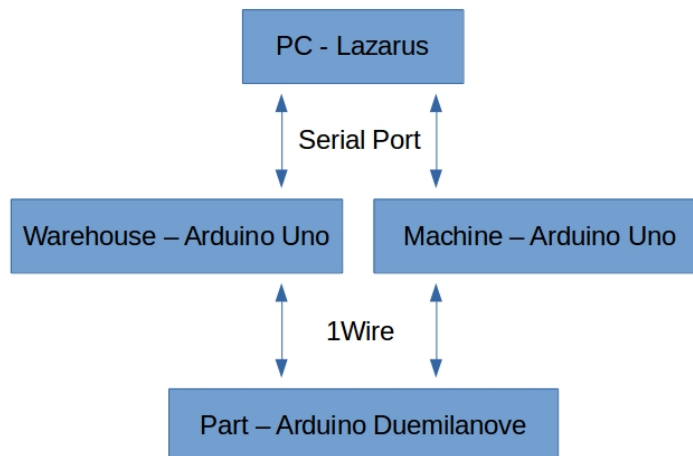 PC - Lazarus
Serial Port
Warehouse – Arduino Uno
Machine – Arduino Uno
1Wire
Part – Arduino Duemilanove